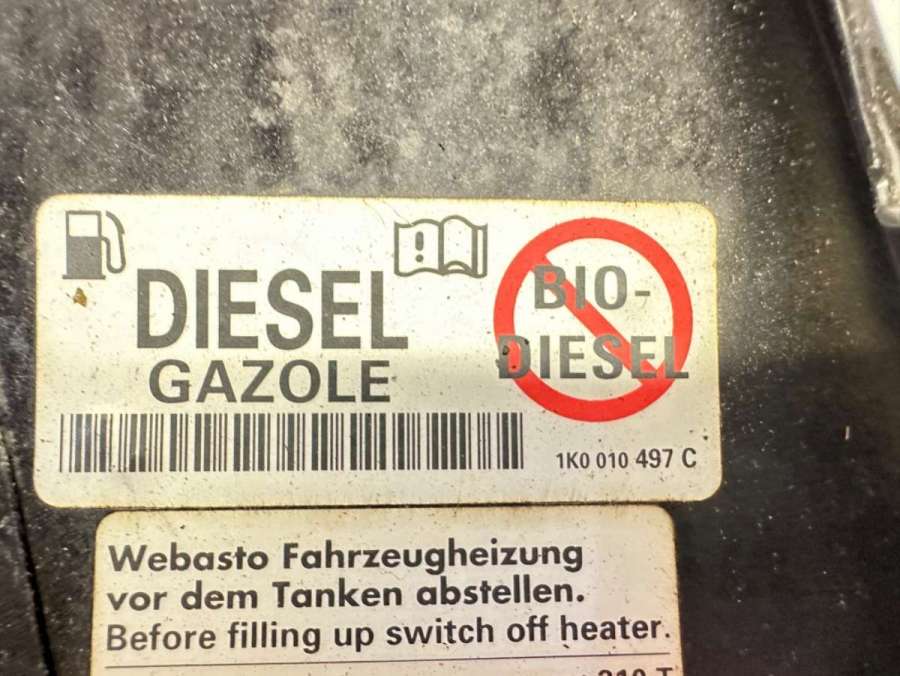 DIESEL
GAZOLE
BIO-
DIESEL
1K0 010 497 C
Webasto Fahrzeugheizung
vor dem Tanken abstellen.
Before filling up switch off heater.